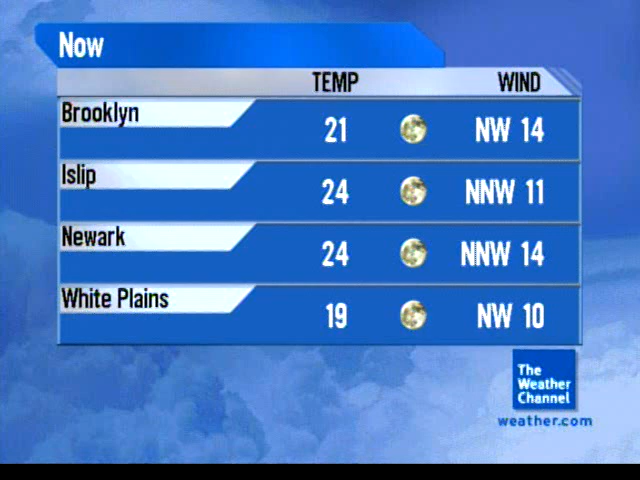 Now
TEMP WIND
Brooklyn
21 NW 14
Islip
24 NNW 11
Newark
24 NNW 14
White Plains
19 NW 10
The
Weather
Channel
weather.com